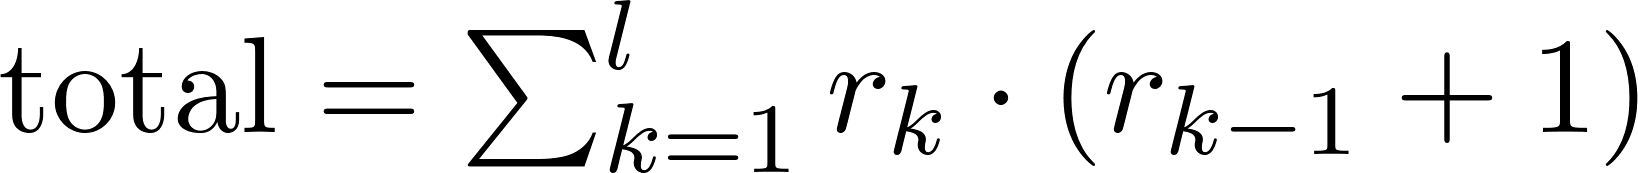 total = ∑_{k=1}^{l} r_k · (r_{k−1} + 1)